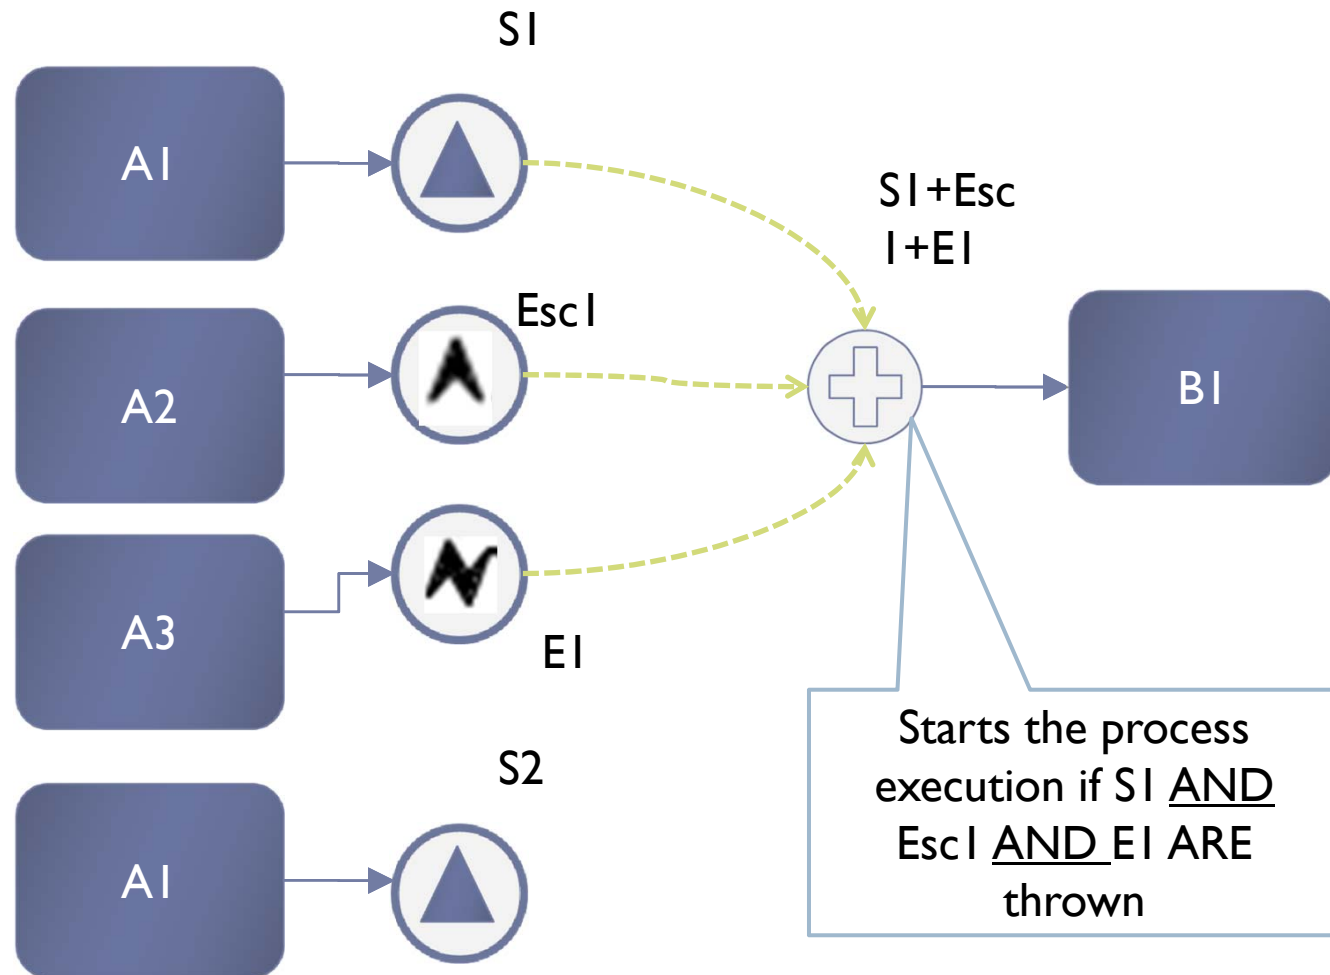 S1
A1
S1+Esc
1+E1
Esc1
A2
B1
A3
E1
Starts the process
execution if S1 AND
Esc1 AND E1 ARE
thrown
S2
A1